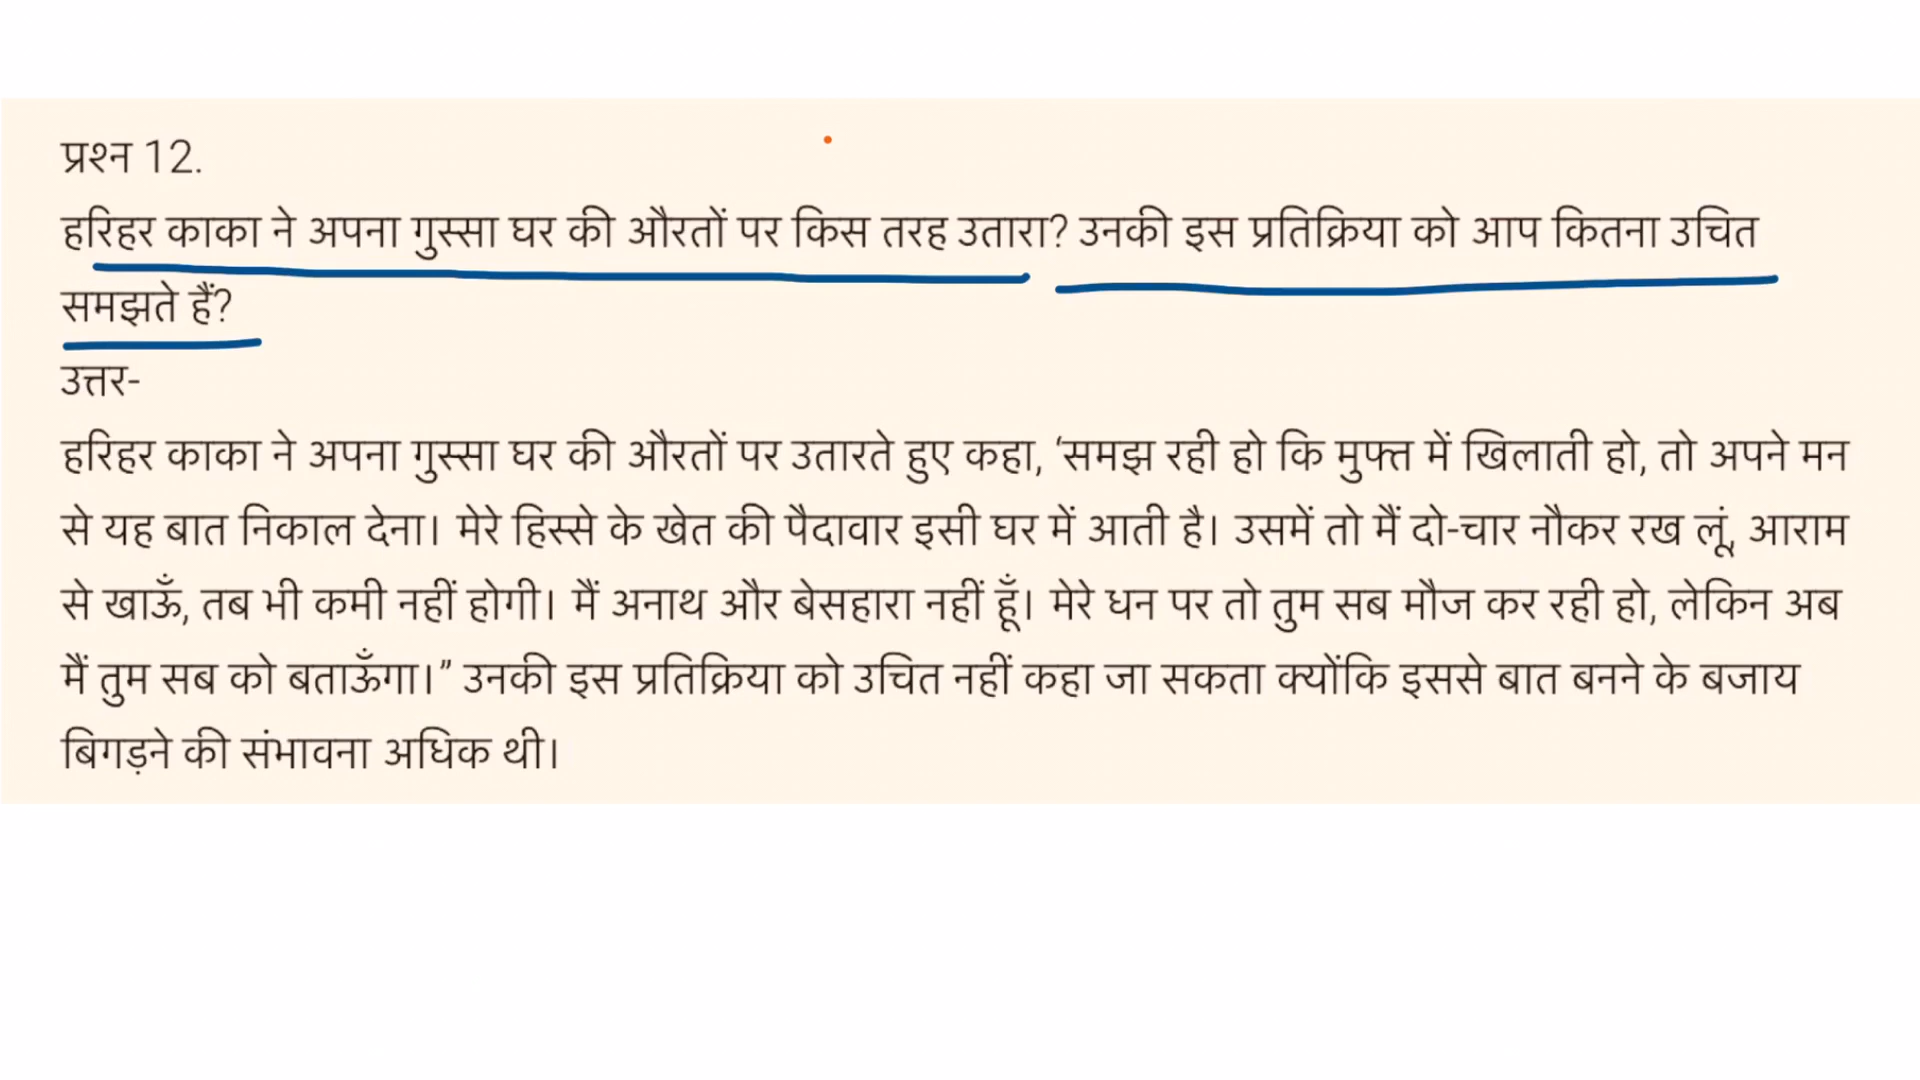 प्रश्न 12.
हरिहर काका ने अपना गुस्सा घर की औरतों पर किस तरह उतारा? उनकी इस प्रतिक्रिया को आप कितना उचित
समझते हैं?
उत्तर-
हरिहर काका ने अपना गुस्सा घर की औरतों पर उतारते हुए कहा, ‘समझ रही हो कि मुफ्त में खिलाती हो, तो अपने मन
से यह बात निकाल देना। मेरे हिस्से के खेत की पैदावार इसी घर में आती है। उसमें तो मैं दो-चार नौकर रख लूं, आराम
से खाऊँ, तब भी कमी नहीं होगी। मैं अनाथ और बेसहारा नहीं हूँ। मेरे धन पर तो तुम सब मौज कर रही हो, लेकिन अब
मैं तुम सब को बताऊँगा।” उनकी इस प्रतिक्रिया को उचित नहीं कहा जा सकता क्योंकि इससे बात बनने के बजाय
बिगड़ने की संभावना अधिक थी।